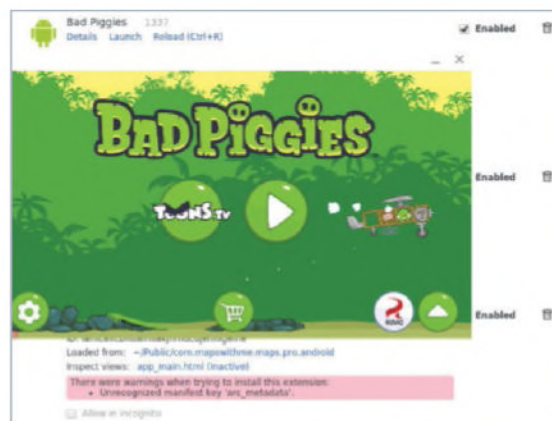 Bad Piggies 1337
Details Launch Reload (Ctrl+R)
Enabled
BAD PIGGIES
TOONS.TV
Enabled
Enabled
ID:
Loaded from: ~/Public/com.mapswithme.maps.pro.android
Inspect views: app_main.html (Inactive)
There were warnings when trying to install this extension:
• Unrecognized manifest key 'arc_metadata'.
Allow in incognito